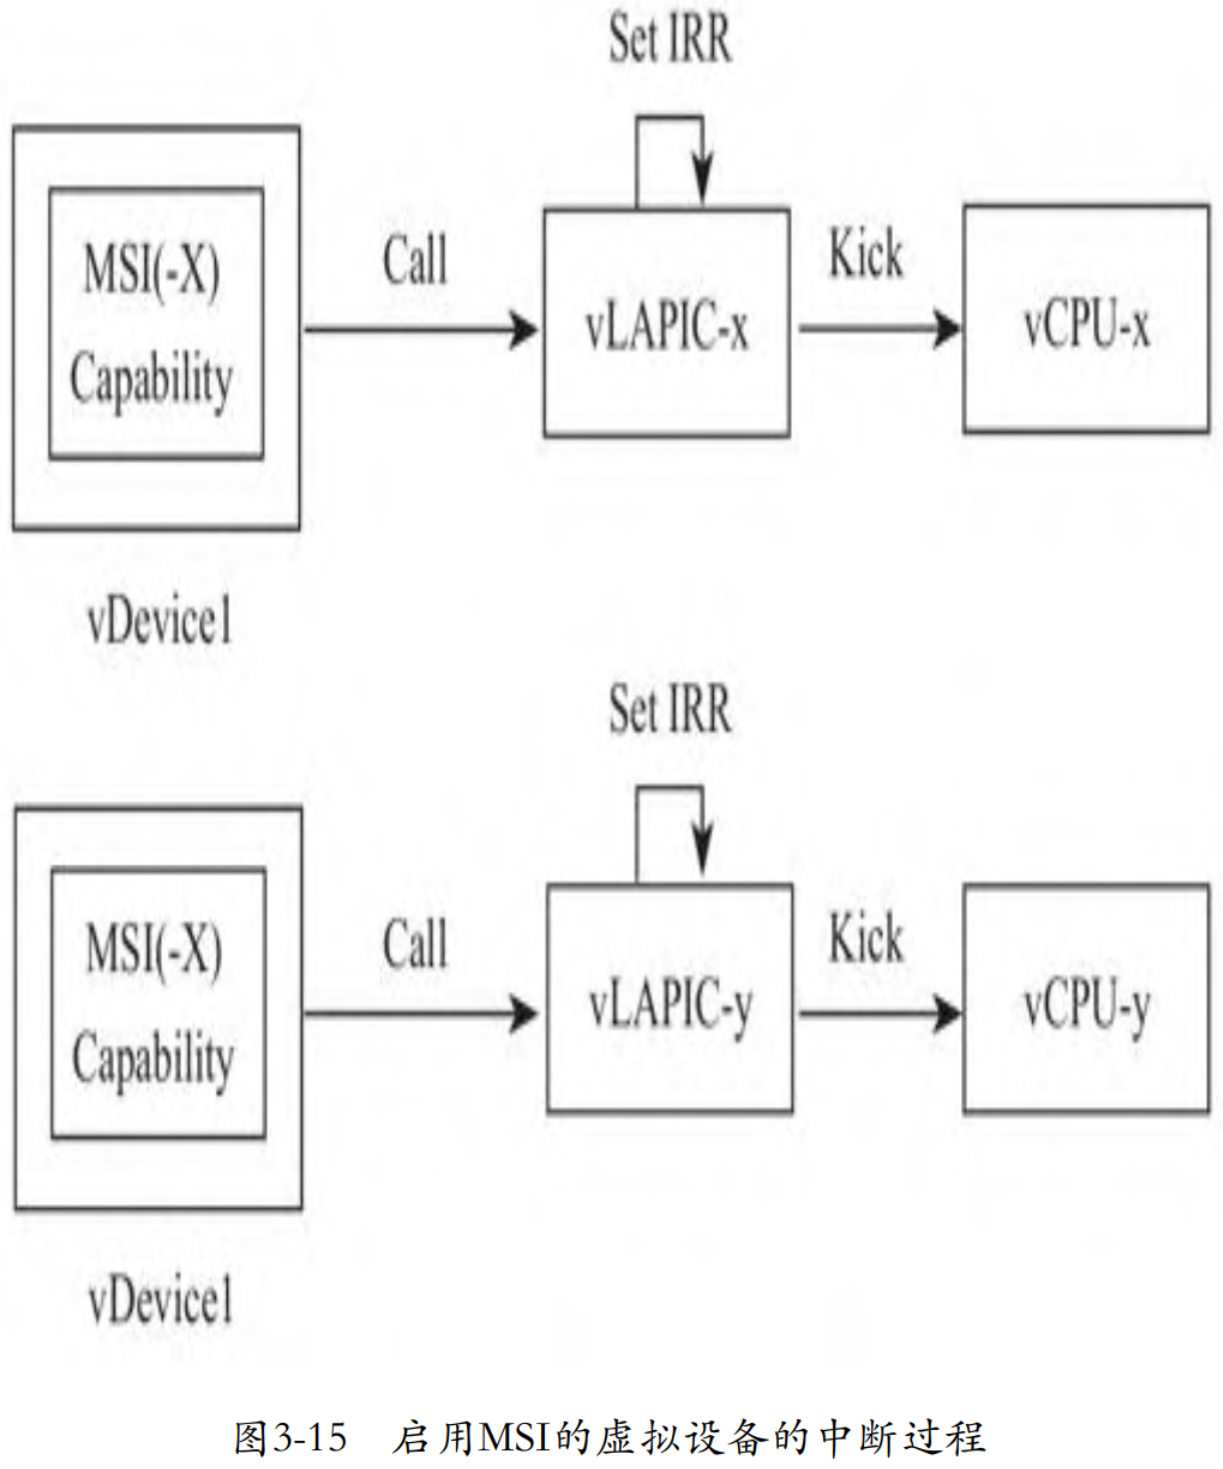 Set IRR
MSI(-X)
Capability
Call
vLAPIC-x
Kick
vCPU-x
vDevice1
Set IRR
MSI(-X)
Capability
Call
vLAPIC-y
Kick
vCPU-y
vDevice1
图3-15 启用MSI的虚拟设备的中断过程